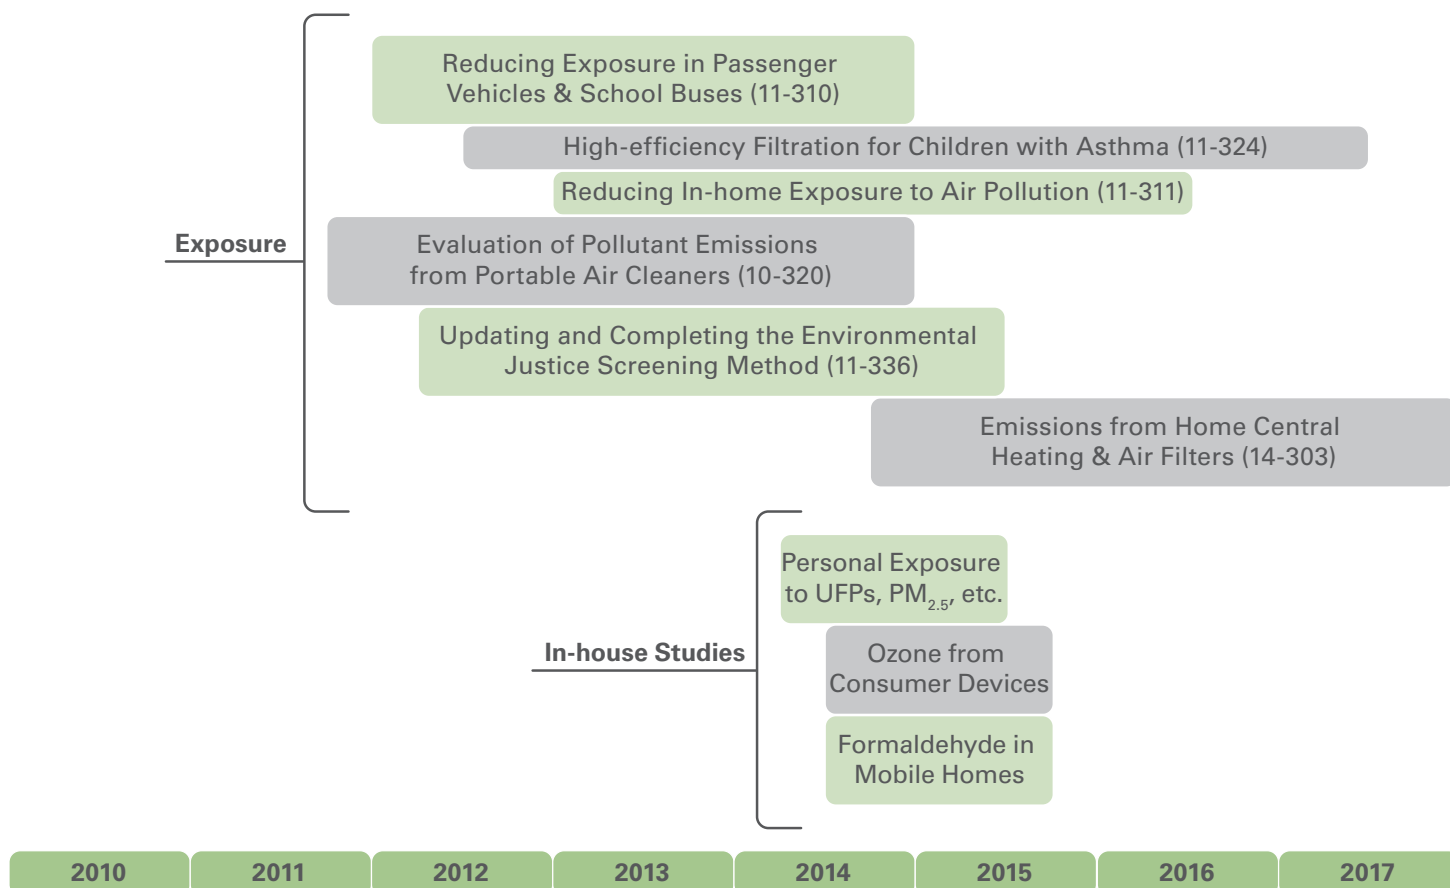 Reducing Exposure in Passenger
Vehicles & School Buses (11-310)
High-efficiency Filtration for Children with Asthma (11-324)
Reducing In-home Exposure to Air Pollution (11-311)
Exposure
Evaluation of Pollutant Emissions
from Portable Air Cleaners (10-320)
Updating and Completing the Environmental
Justice Screening Method (11-336)
Emissions from Home Central
Heating & Air Filters (14-303)
Personal Exposure
to UFPs, PM2.5, etc.
In-house Studies
Ozone from
Consumer Devices
Formaldehyde in
Mobile Homes
2010 2011 2012 2013 2014 2015 2016 2017